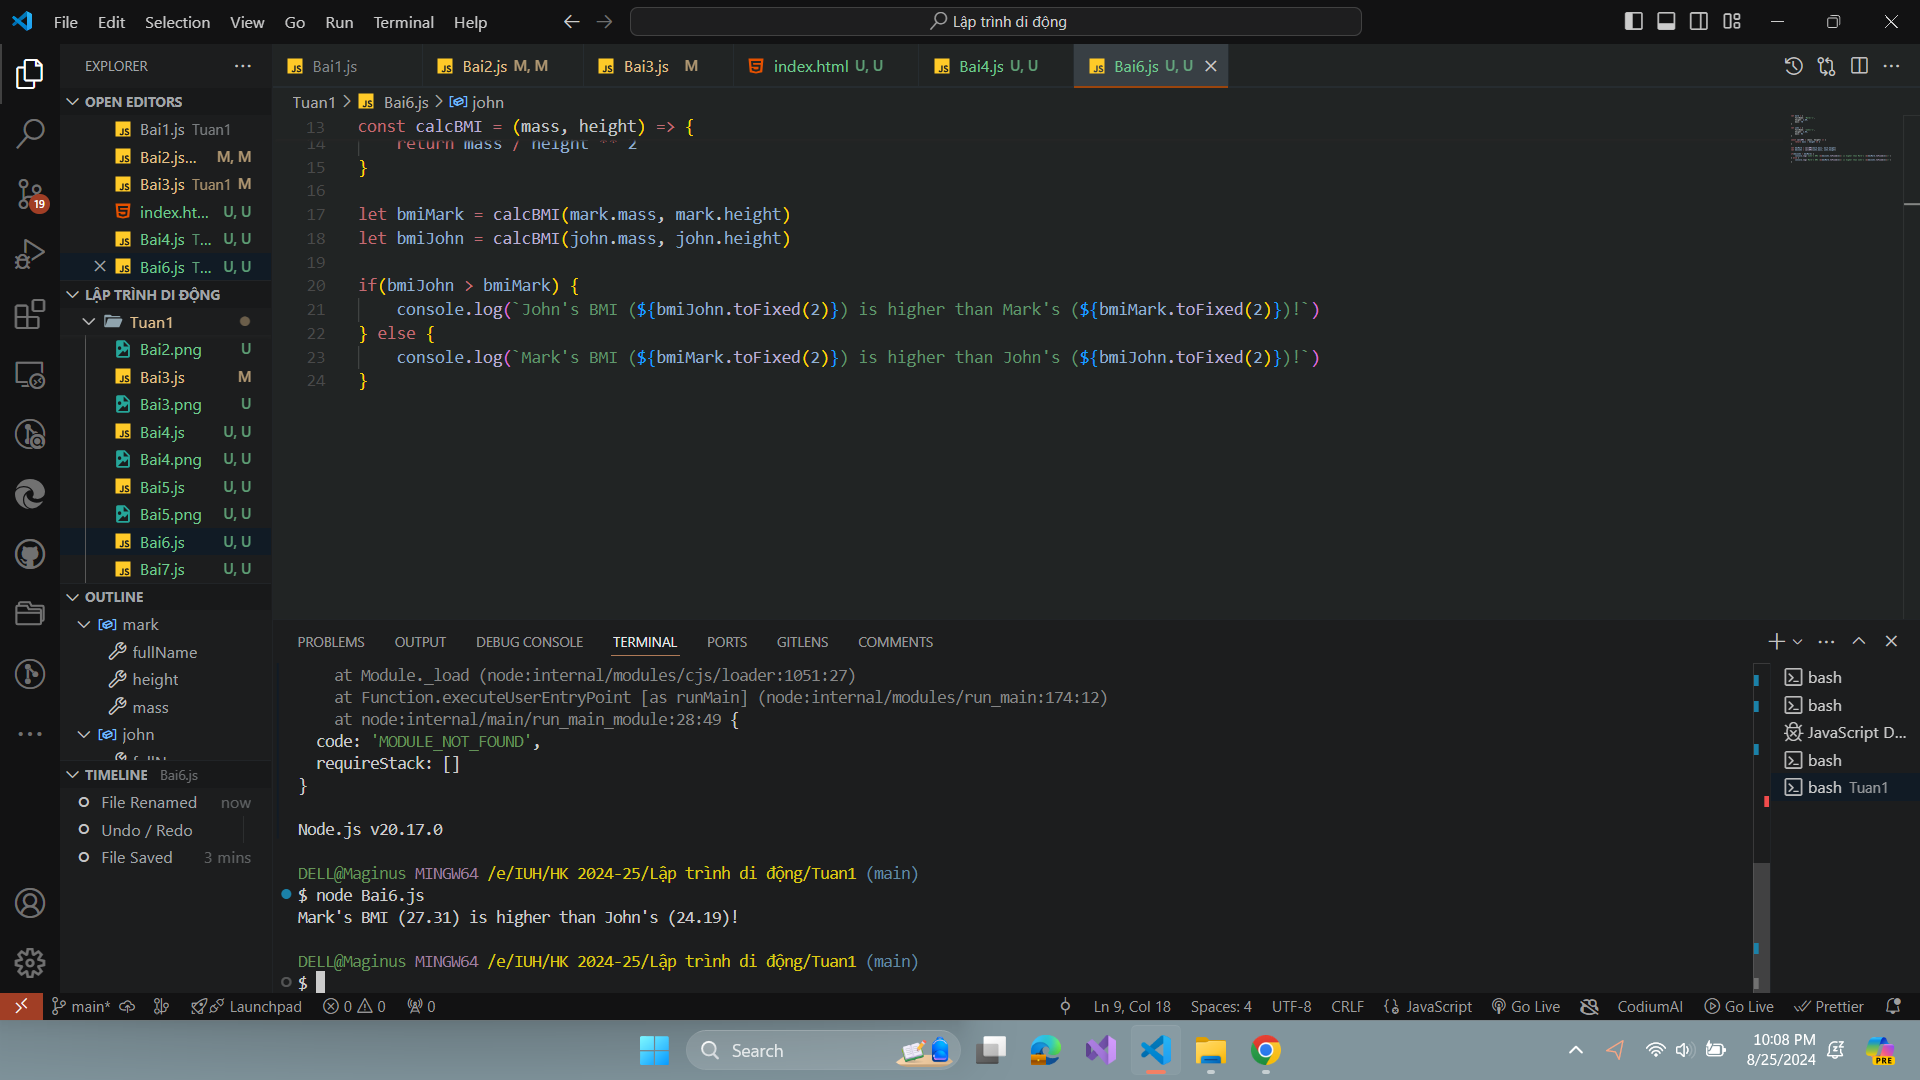 File Edit Selection View Go Run Terminal Help
Lập trình di động
EXPLORER
OPEN EDITORS
Bai1.js Tuan1
Bai2.js... M, M
Bai3.js Tuan1 M
index.ht... U, U
Bai4.js T... U, U
Bai6.js T... U, U
LẬP TRÌNH DI ĐỘNG
Tuan1
Bai2.png U
Bai3.js M
Bai3.png U
Bai4.js U, U
Bai4.png U, U
Bai5.js U, U
Bai5.png U, U
Bai6.js U, U
Bai7.js U, U
OUTLINE
mark
fullName
height
mass
john
TIMELINE Bai6.js
File Renamed now
Undo / Redo
File Saved 3 mins
19
Bai1.js
Bai2.js M, M
Bai3.js M
index.html U, U
Bai4.js U, U
Bai6.js U, U
Tuan1 > JS Bai6.js > john
13 const calcBMI = (mass, height) => {
14 return mass / height ** 2
15 }
16
17 let bmiMark = calcBMI(mark.mass, mark.height)
18 let bmiJohn = calcBMI(john.mass, john.height)
19
20 if(bmiJohn > bmiMark) {
21 console.log(`John's BMI (${bmiJohn.toFixed(2)}) is higher than Mark's (${bmiMark.toFixed(2)})!`)
22 } else {
23 console.log(`Mark's BMI (${bmiMark.toFixed(2)}) is higher than John's (${bmiJohn.toFixed(2)})!`)
24 }
PROBLEMS OUTPUT DEBUG CONSOLE TERMINAL PORTS GITLENS COMMENTS
at Module._load (node:internal/modules/cjs/loader:1051:27)
at Function.executeUserEntryPoint [as runMain] (node:internal/modules/run_main:174:12)
at node:internal/main/run_main_module:28:49 {
code: 'MODULE_NOT_FOUND',
requireStack: []
}
Node.js v20.17.0
DELL@Maginus MINGW64 /e/IUH/HK 2024-25/Lập trình di động/Tuan1 (main)
$ node Bai6.js
Mark's BMI (27.31) is higher than John's (24.19)!
DELL@Maginus MINGW64 /e/IUH/HK 2024-25/Lập trình di động/Tuan1 (main)
$
bash
bash
JavaScript D...
bash
bash Tuan1
main* Launchpad 0 0 0
Ln 9, Col 18 Spaces: 4 UTF-8 CRLF JavaScript Go Live CodiumAI Go Live Prettier
Search
10:08 PM
8/25/2024
PRE